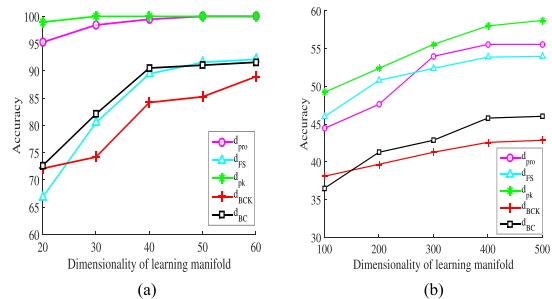 (a)
Accuracy
100
95
90
85
80
75
70
65
60
20 30 40 50 60
Dimensionality of learning manifold
d_pro
d_FS
d_pk
d_BCK
d_BC
(b)
Accuracy
60
55
50
45
40
35
30
100 200 300 400 500
Dimensionality of learning manifold
d_pro
d_FS
d_pk
d_BCK
d_BC